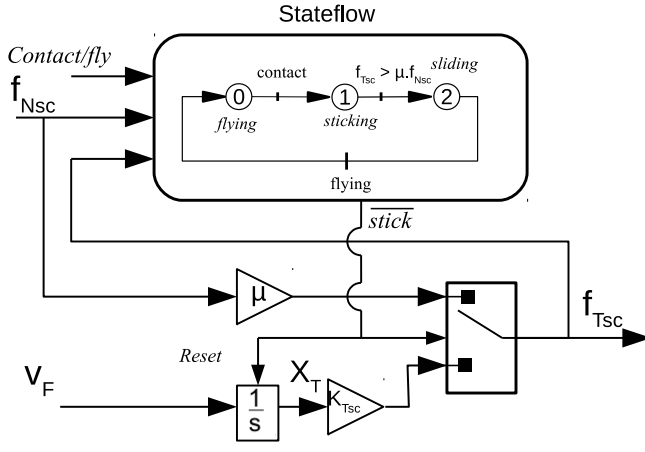 Stateflow
Contact/fly
f_Nsc
contact
f_Tsc > μ.f_Nsc
sliding
0
1
2
flying
sticking
flying
stick
μ
f_Tsc
Reset
X_T
v_F
1
s
K_Tsc